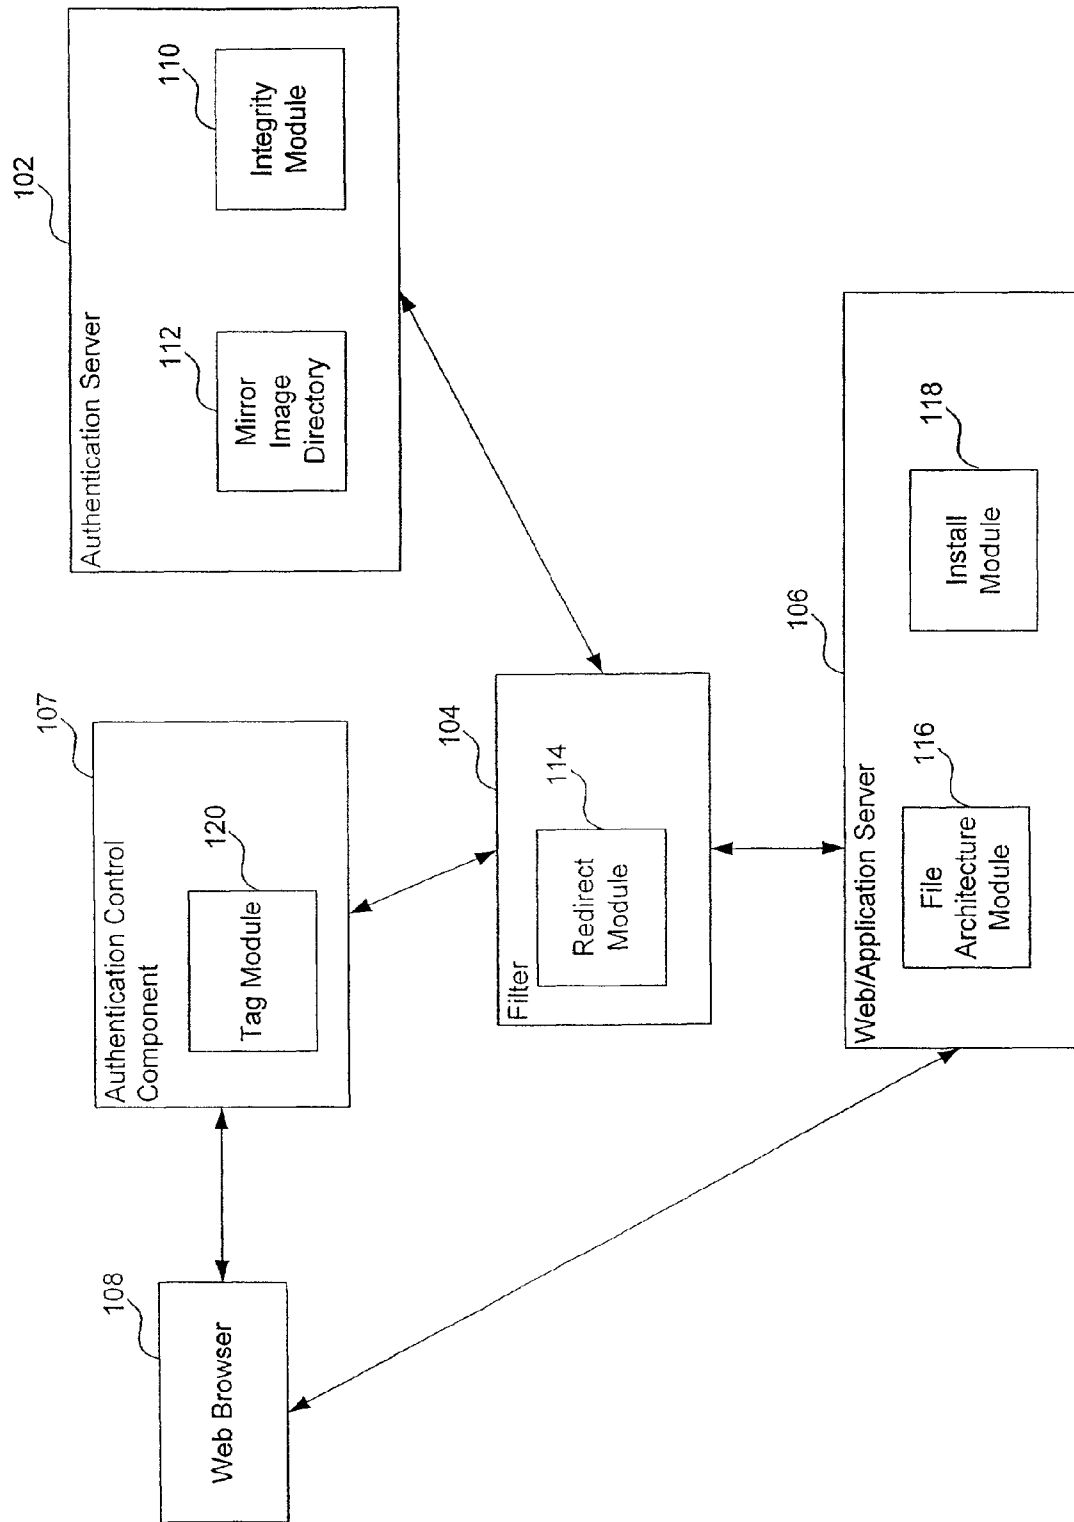 Authentication Server
102
Mirror
Image
Directory
112
Integrity
Module
110
Authentication Control
Component
107
Tag Module
120
Web Browser
108
Filter
104
Redirect
Module
114
Web/Application Server
106
File
Architecture
Module
116
Install
Module
118